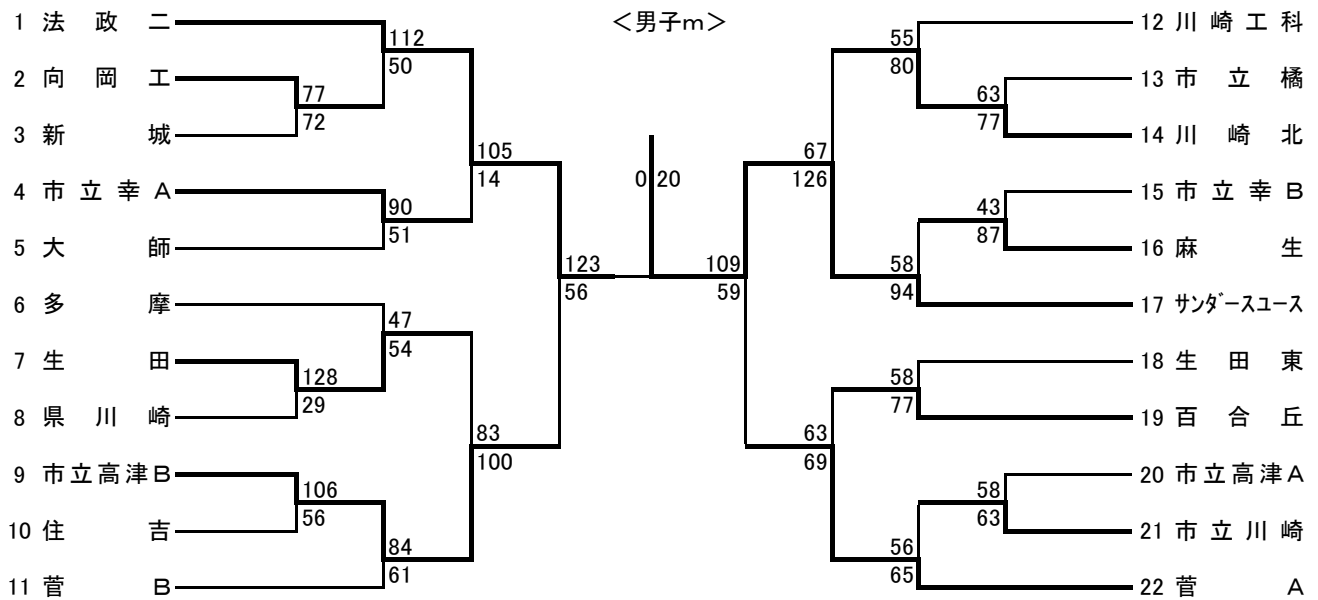 ＜男子m＞
1 法政二
112
50
2 向岡工
77
72
3 新城
105
14
4 市立幸A
90
51
5 大師
123
56
6 多摩
47
54
7 生田
128
29
8 県川崎
83
100
9 市立高津B
106
56
10 住吉
84
61
11 菅B
0 20
12 川崎工科
55
80
13 市立橘
63
77
14 川崎北
67
126
15 市立幸B
43
87
16 麻生
109
59
58
94
17 サンダースユース
18 生田東
58
77
19 百合丘
63
69
20 市立高津A
58
63
21 市立川崎
56
65
22 菅A